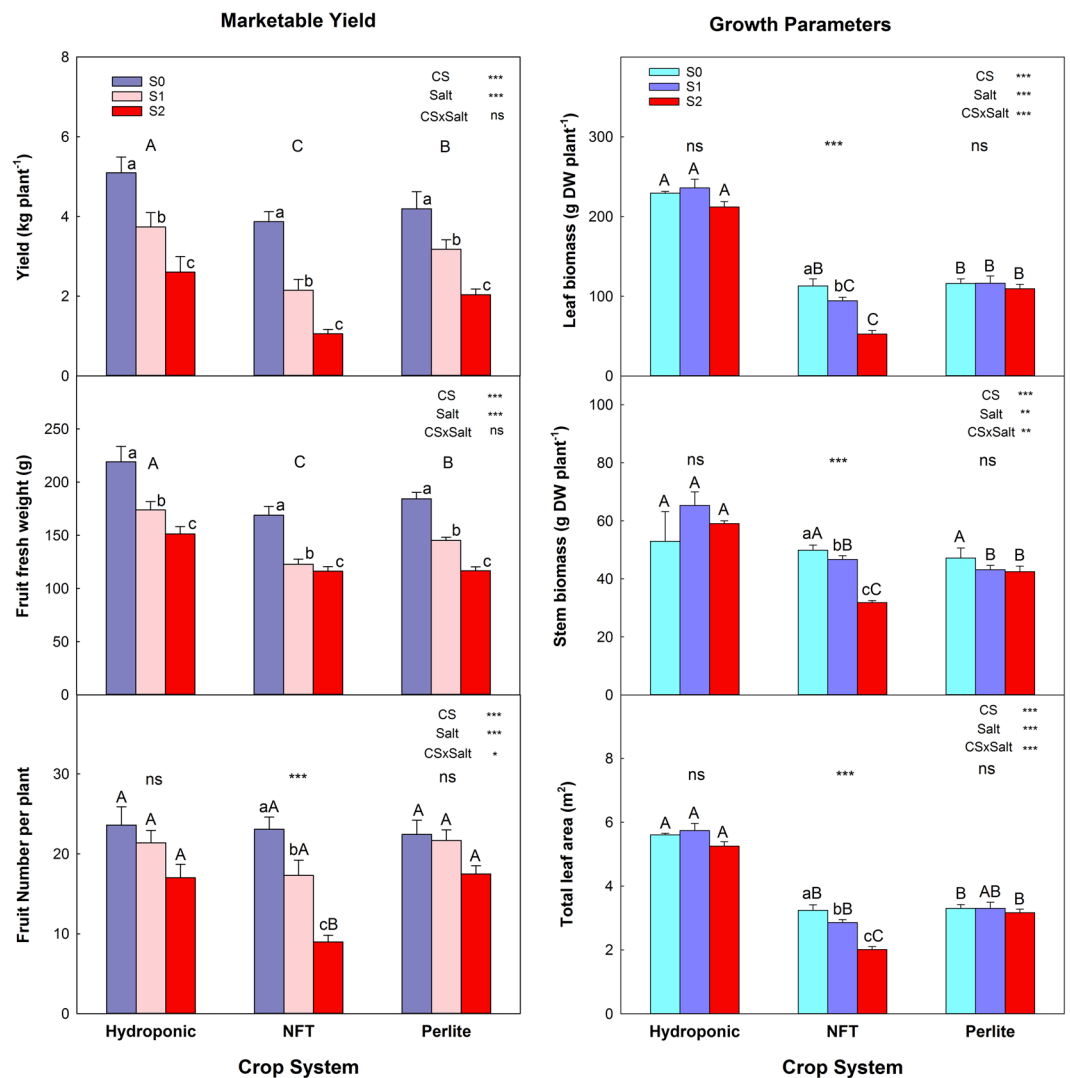 Marketable Yield
Growth Parameters
Yield (kg plant-1)
8
6
4
2
0
S0
S1
S2
CS ***
Salt ***
CSxSalt ns
A C B
a b c a b c a b c
Fruit fresh weight (g)
250
200
150
100
50
0
CS ***
Salt ***
CSxSalt ns
A C B
a b c a b c a b c
Fruit Number per plant
30
20
10
0
CS ***
Salt ***
CSxSalt *
ns *** ns
A A A aA bA cB A A A
Hydroponic NFT Perlite
Crop System
Leaf biomass (g DW plant-1)
300
200
100
0
S0
S1
S2
CS ***
Salt ***
CSxSalt ***
ns *** ns
A A A aB bC C B B B
Stem biomass (g DW plant-1)
100
80
60
40
20
0
CS ***
Salt **
CSxSalt **
ns *** ns
A A A aA bB cC A B B
Total leaf area (m2)
8
6
4
2
0
CS ***
Salt ***
CSxSalt ***
ns *** ns
A A A aB bB cC B AB B
Hydroponic NFT Perlite
Crop System